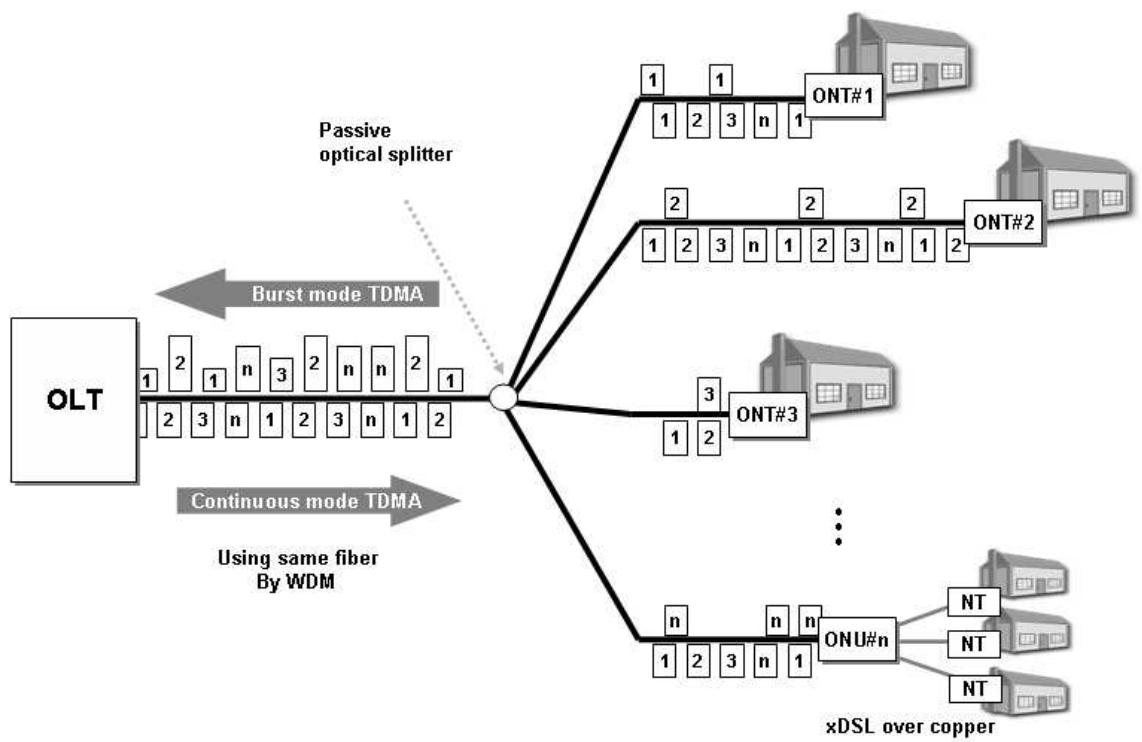 1 1
ONT#1
1 2 3 n 1
Passive
optical splitter
2 2 2
ONT#2
1 2 3 n 1 2 3 n 1 2
Burst mode TDMA
1 2 1 n 3 2 n n 2 1
OLT
2 3 n 1 2 3 n 1 2
3
ONT#3
1 2
Continuous mode TDMA
Using same fiber
By WDM
n n n
ONU#n
1 2 3 n 1
NT
NT
NT
xDSL over copper